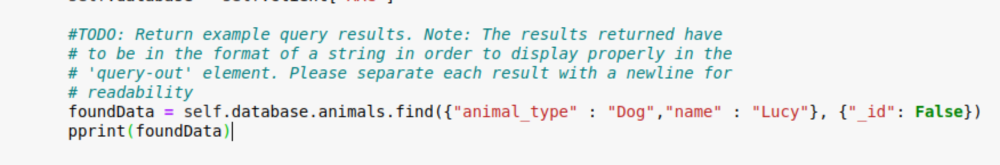 #TODO: Return example query results. Note: The results returned have
# to be in the format of a string in order to display properly in the
# 'query-out' element. Please separate each result with a newline for
# readability
foundData = self.database.animals.find({"animal_type" : "Dog","name" : "Lucy"}, {"_id": False})
pprint(foundData)